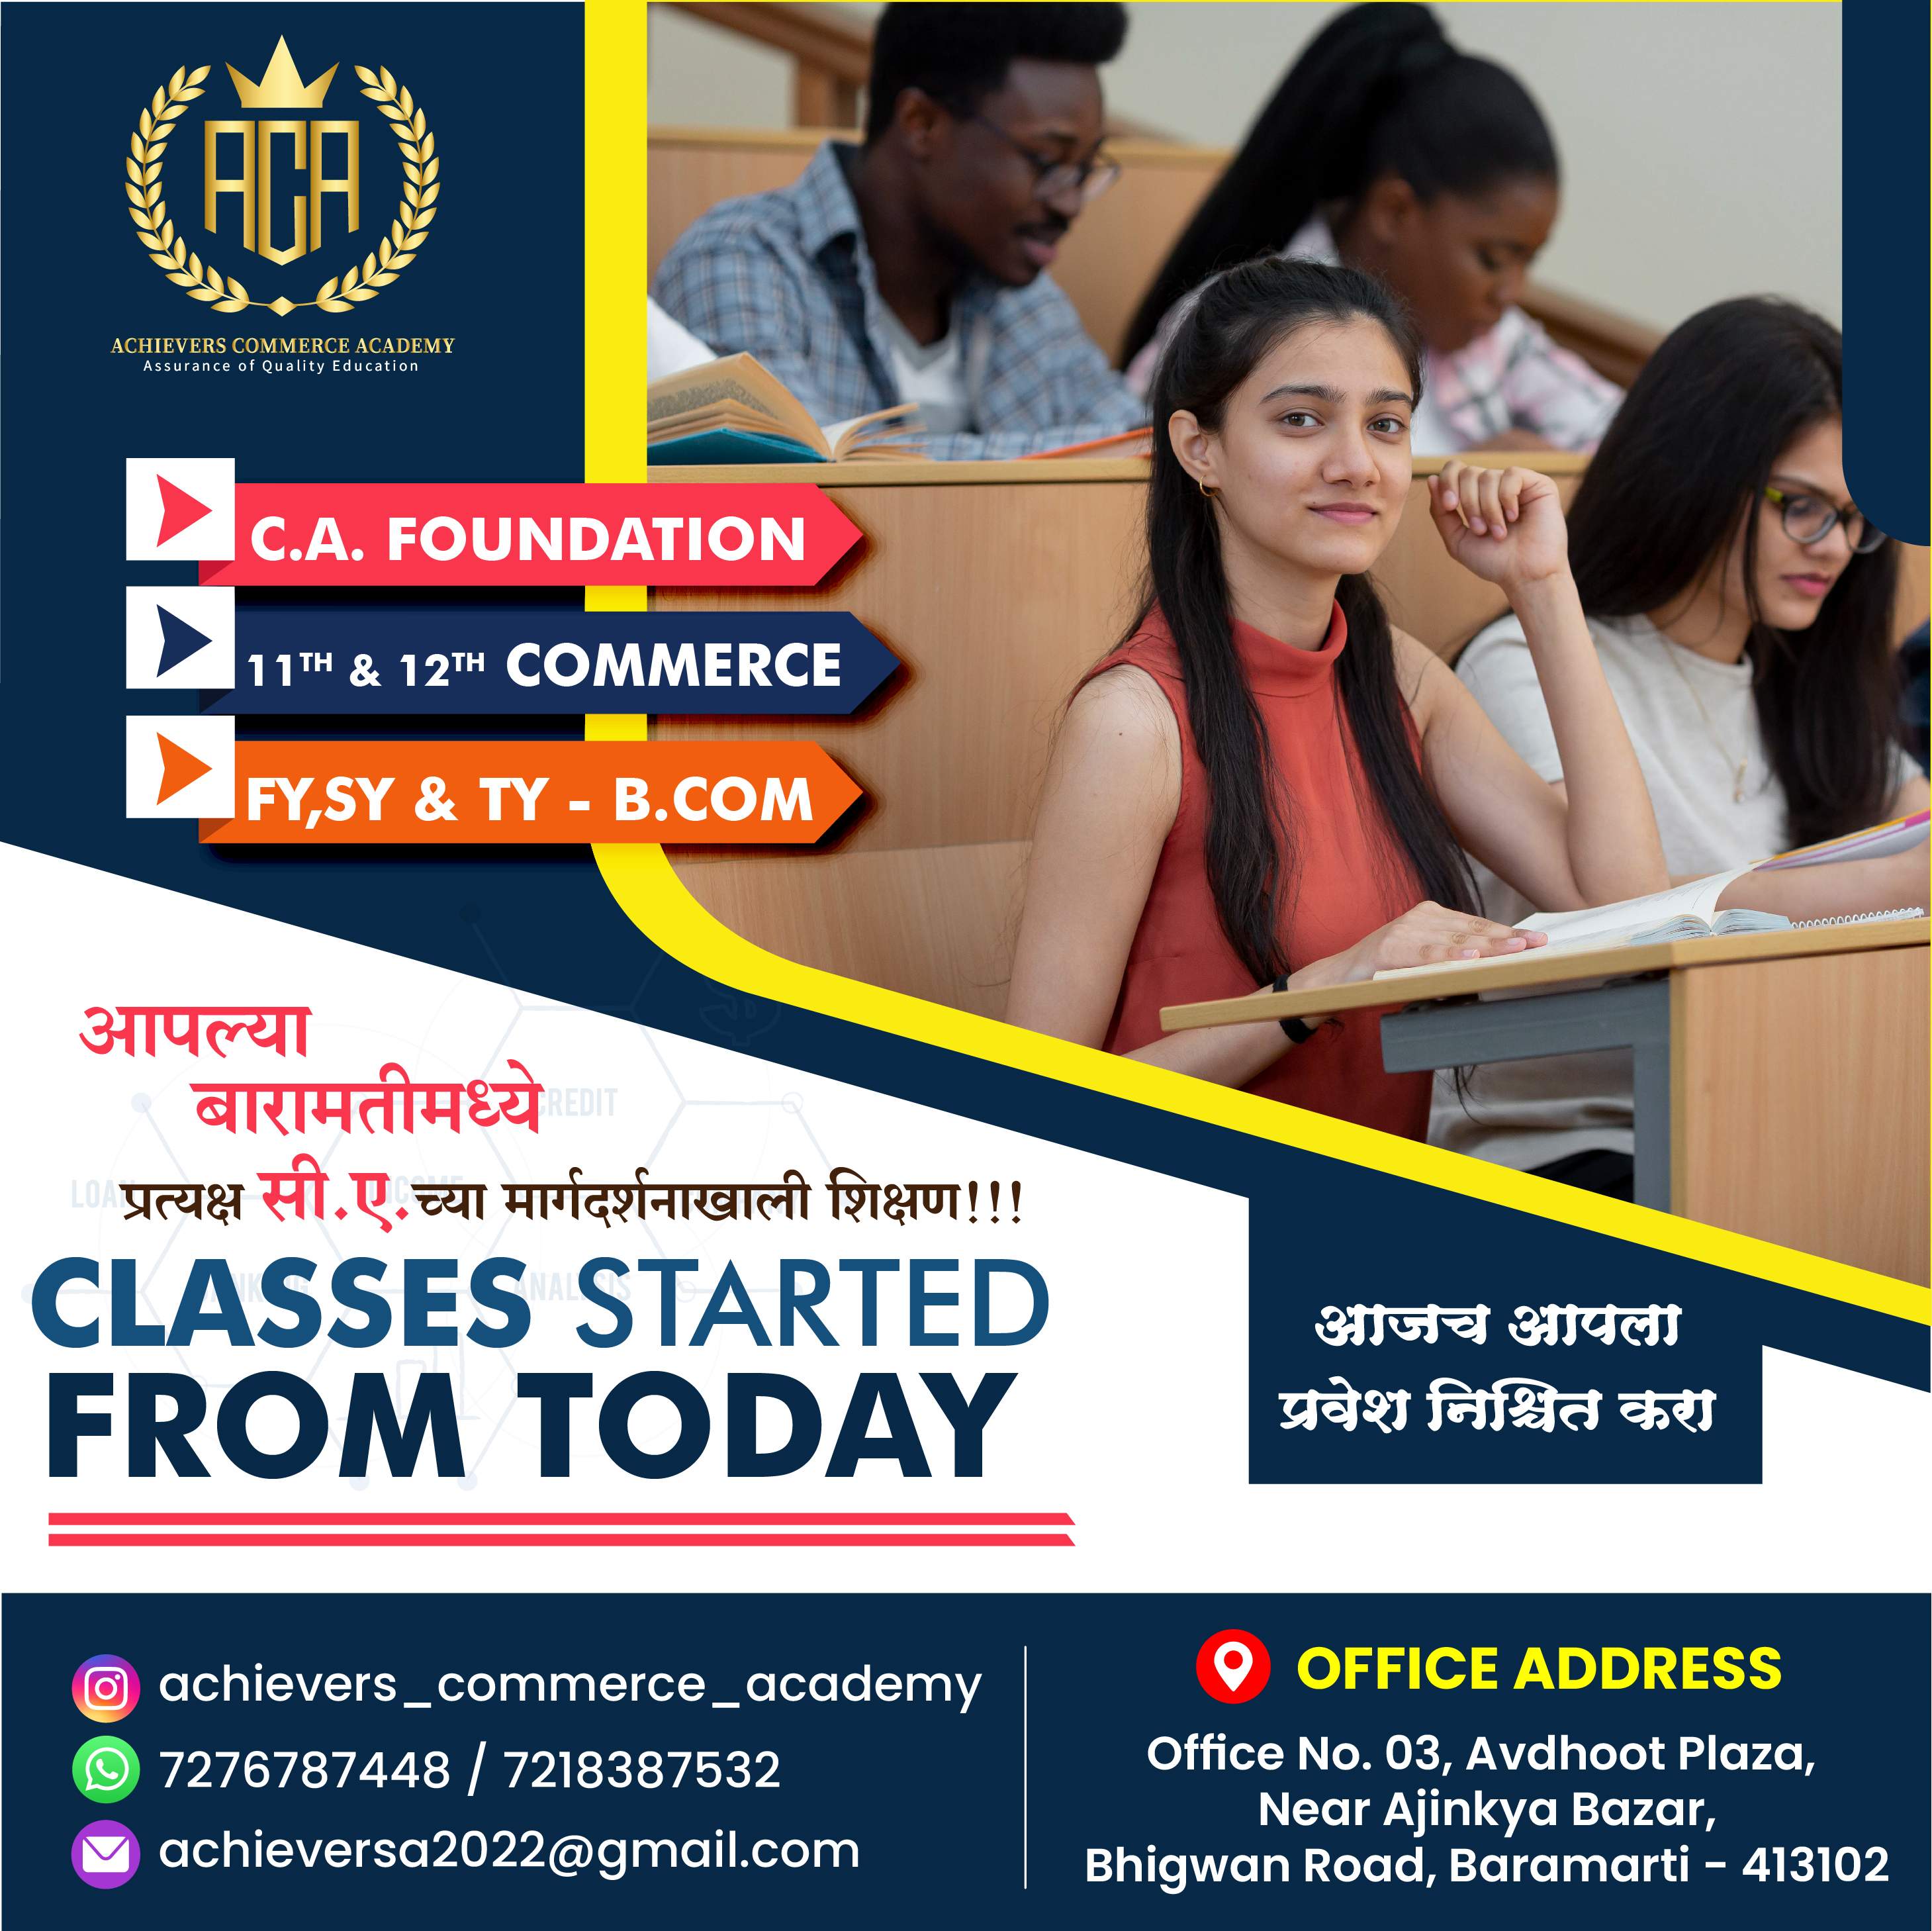 ACA
ACHIEVERS COMMERCE ACADEMY
Assurance of Quality Education
C.A. FOUNDATION
11TH & 12TH COMMERCE
FY,SY & TY - B.COM
आपल्या
बारामतीमध्ये
प्रत्यक्ष सी.ए.च्या मार्गदर्शनाखाली शिक्षण!!!
CLASSES STARTED
FROM TODAY
आजच आपला
प्रवेश निश्चित करा
CREDIT
ANALISIS
achievers_commerce_academy
7276787448 / 7218387532
achieversa2022@gmail.com
OFFICE ADDRESS
Office No. 03, Avdhoot Plaza,
Near Ajinkya Bazar,
Bhigwan Road, Baramarti - 413102